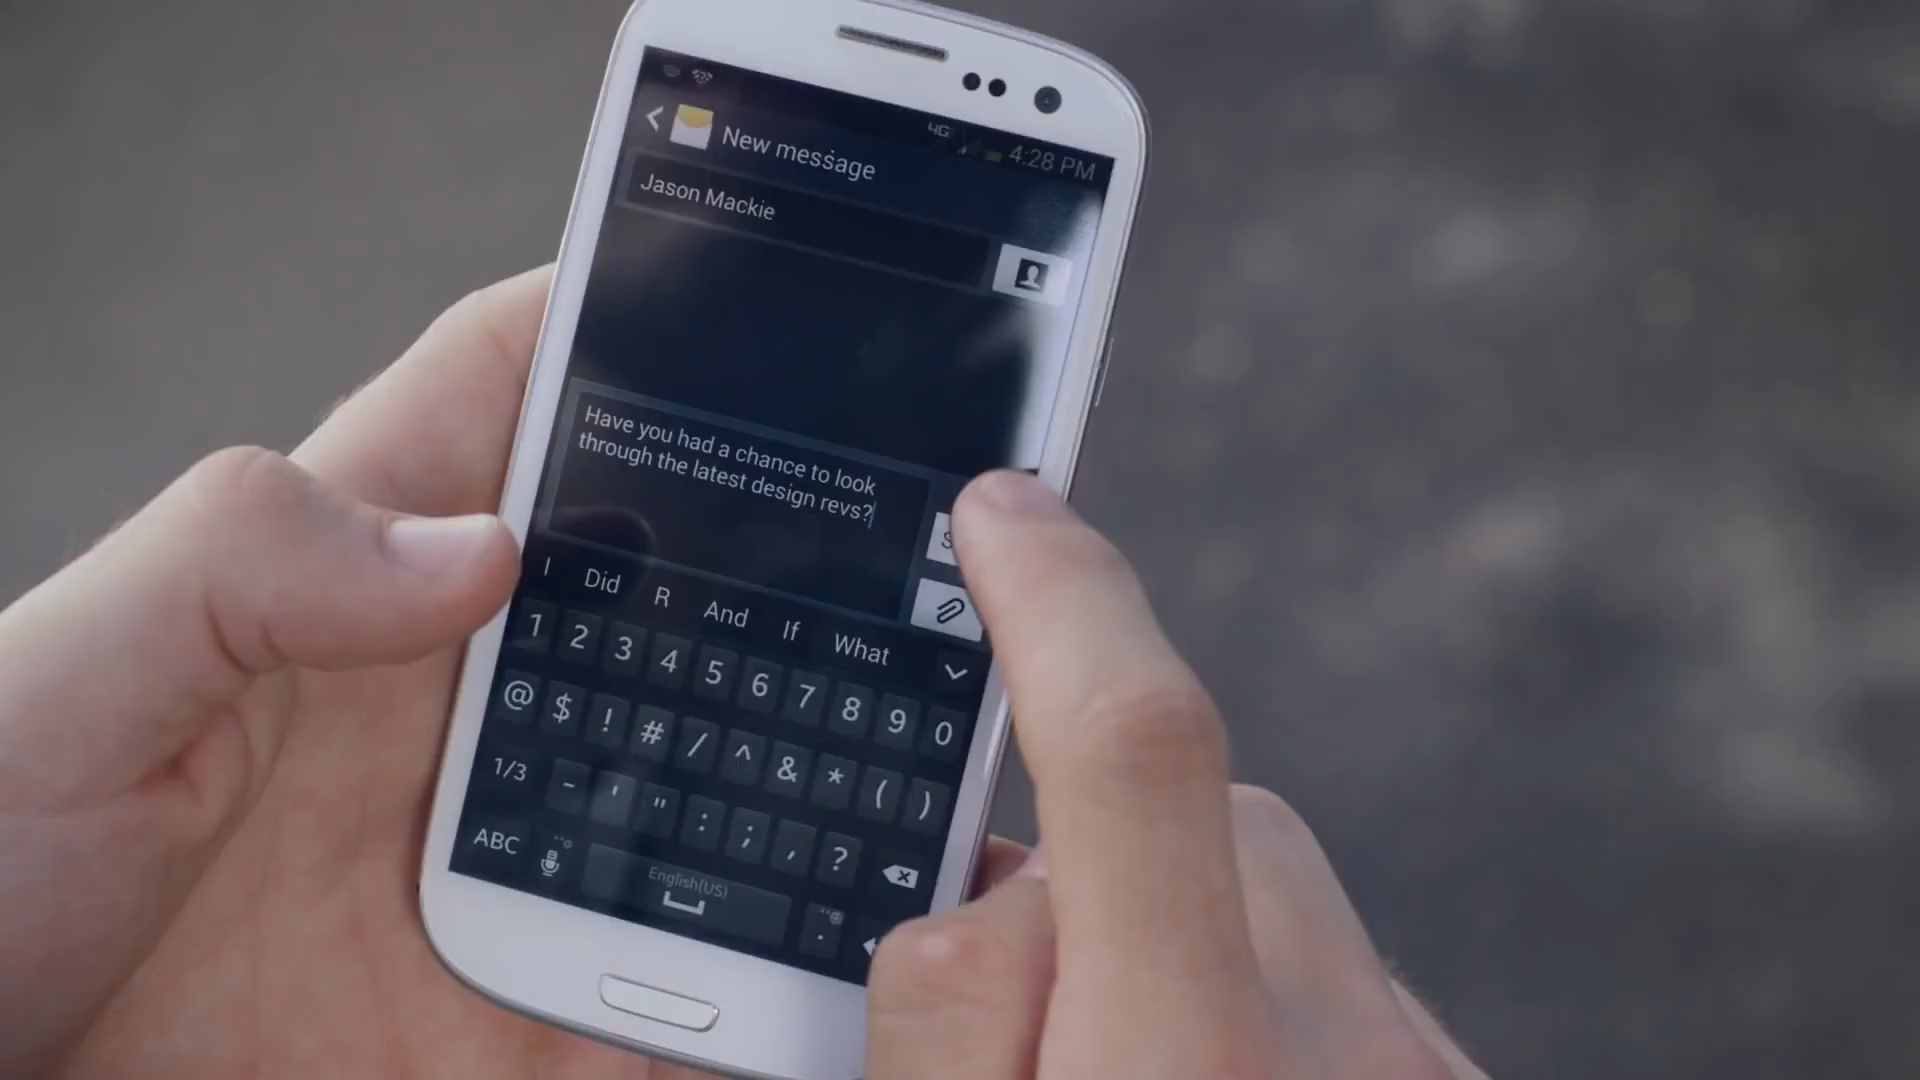 4G
4:28 PM
New message
Jason Mackie
Have you had a chance to look
through the latest design revs?
I Did R And If What
1 2 3 4 5 6 7 8 9 0
@ $ ! # / ^ & * ( )
1/3 - ' " : ; , ?
ABC English(US) .